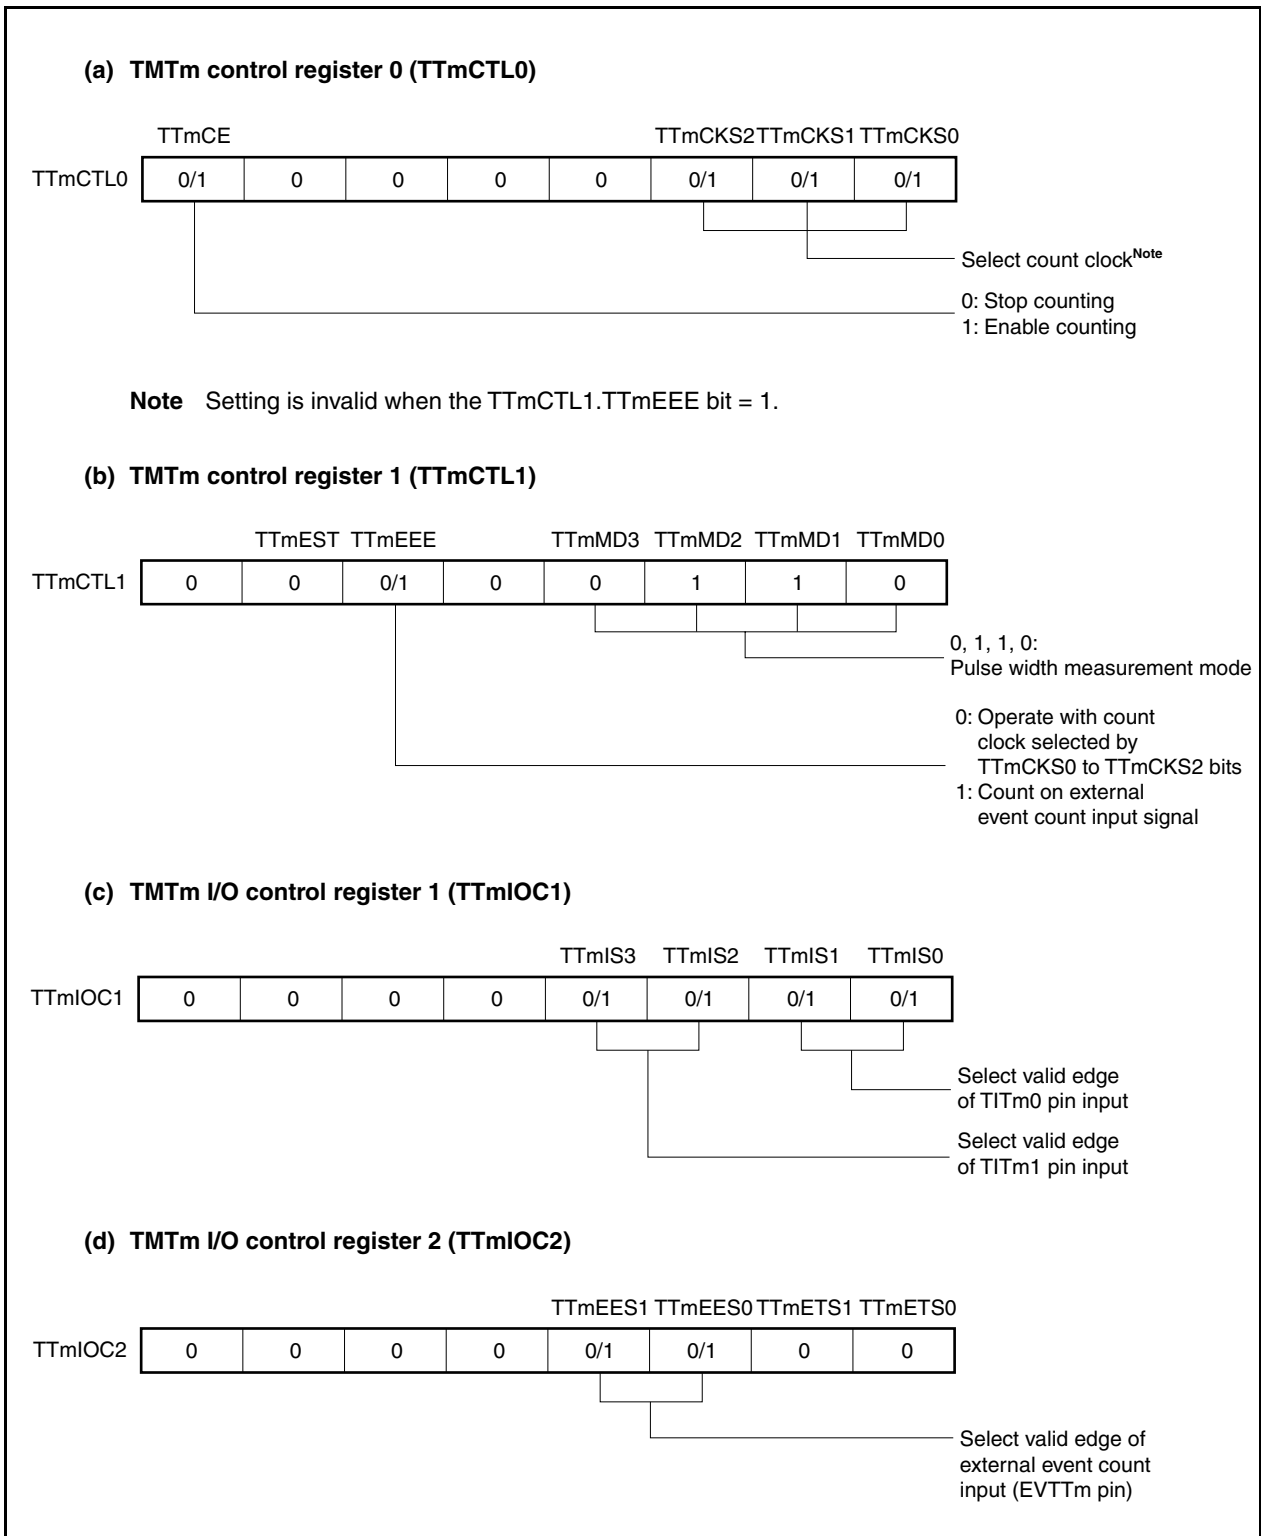 (a) TMTm control register 0 (TTmCTL0)
TTmCE TTmCKS2 TTmCKS1 TTmCKS0
TTmCTL0 0/1 0 0 0 0 0/1 0/1 0/1
Select count clockNote
0: Stop counting
1: Enable counting
Note Setting is invalid when the TTmCTL1.TTmEEE bit = 1.
(b) TMTm control register 1 (TTmCTL1)
TTmEST TTmEEE TTmMD3 TTmMD2 TTmMD1 TTmMD0
TTmCTL1 0 0 0/1 0 0 1 1 0
0, 1, 1, 0:
Pulse width measurement mode
0: Operate with count
clock selected by
TTmCKS0 to TTmCKS2 bits
1: Count on external
event count input signal
(c) TMTm I/O control register 1 (TTmIOC1)
TTmIS3 TTmIS2 TTmIS1 TTmIS0
TTmIOC1 0 0 0 0 0/1 0/1 0/1 0/1
Select valid edge
of TITm0 pin input
Select valid edge
of TITm1 pin input
(d) TMTm I/O control register 2 (TTmIOC2)
TTmEES1 TTmEES0 TTmETS1 TTmETS0
TTmIOC2 0 0 0 0 0/1 0/1 0 0
Select valid edge of
external event count
input (EVTTm pin)